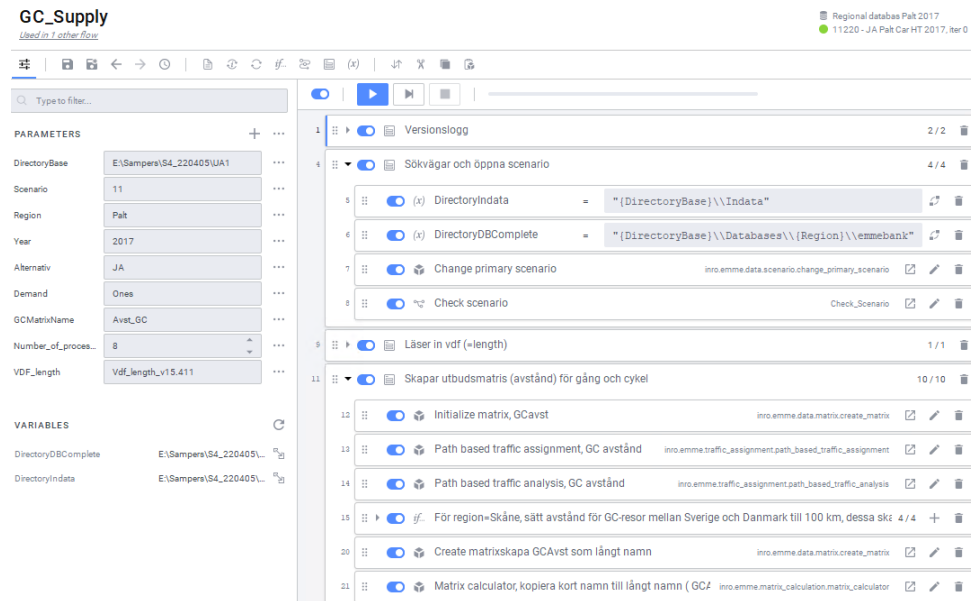 GC_Supply
Used in 1 other flow
Regional databas Palt 2017
11220 - JA Palt Car HT 2017, iter 0
if..
(x)
Type to filter...
PARAMETERS
DirectoryBase E:\Sampers\S4_220405\UA1
Scenario 11
Region Palt
Year 2017
Alternativ JA
Demand Ones
GCMatrixName Avst_GC
Number_of_proces... 8
VDF_length Vdf_length_v15.411
VARIABLES
DirectoryDBComplete E:\Sampers\S4_220405\...
DirectoryIndata E:\Sampers\S4_220405\...
1 Versionslogg 2 / 2
4 Sökvägar och öppna scenario 4 / 4
5 (x) DirectoryIndata = "{DirectoryBase}\\Indata"
6 (x) DirectoryDBComplete = "{DirectoryBase}\\Databases\\{Region}\\emmebank"
7 Change primary scenario inro.emme.data.scenario.change_primary_scenario
8 Check scenario Check_Scenario
9 Läser in vdf (=length) 1 / 1
11 Skapar utbudsmatris (avstånd) för gång och cykel 10 / 10
12 Initialize matrix, GCavst inro.emme.data.matrix.create_matrix
13 Path based traffic assignment, GC avstånd inro.emme.traffic_assignment.path_based_traffic_assignment
14 Path based traffic analysis, GC avstånd inro.emme.traffic_assignment.path_based_traffic_analysis
15 if.. För region=Skåne, sätt avstånd för GC-resor mellan Sverige och Danmark till 100 km, dessa ska 4 / 4
20 Create matrixskapa GCAvst som långt namn inro.emme.data.matrix.create_matrix
21 Matrix calculator, kopiera kort namn till långt namn ( GCA inro.emme.matrix_calculation.matrix_calculator